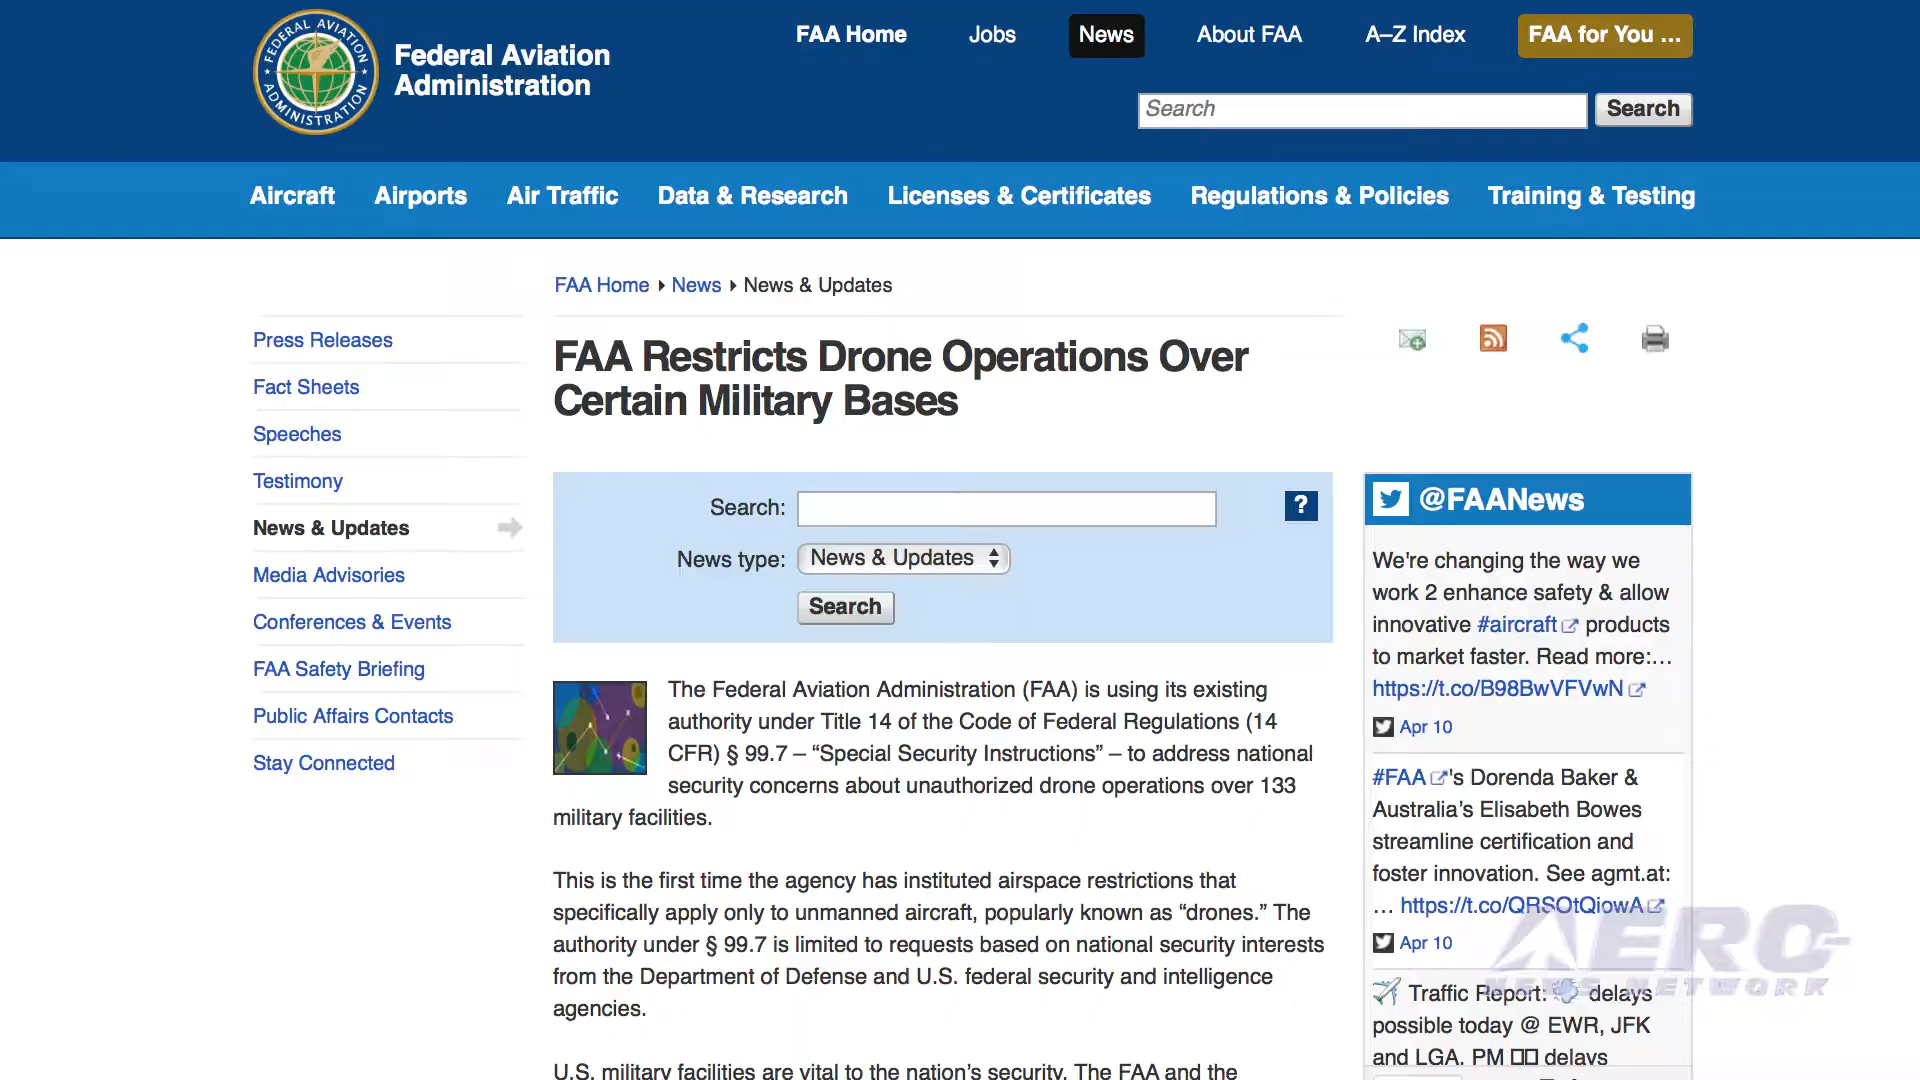 FEDERAL AVIATION ADMINISTRATION
Federal Aviation
Administration
FAA Home
Jobs
News
About FAA
A–Z Index
FAA for You ...
Search
Search
Aircraft
Airports
Air Traffic
Data & Research
Licenses & Certificates
Regulations & Policies
Training & Testing
FAA Home
News
News & Updates
Press Releases
Fact Sheets
Speeches
Testimony
News & Updates
Media Advisories
Conferences & Events
FAA Safety Briefing
Public Affairs Contacts
Stay Connected
FAA Restricts Drone Operations Over
Certain Military Bases
Search:
?
News type:
News & Updates
Search
The Federal Aviation Administration (FAA) is using its existing
authority under Title 14 of the Code of Federal Regulations (14
CFR) § 99.7 – “Special Security Instructions” – to address national
security concerns about unauthorized drone operations over 133
military facilities.
This is the first time the agency has instituted airspace restrictions that
specifically apply only to unmanned aircraft, popularly known as “drones.” The
authority under § 99.7 is limited to requests based on national security interests
from the Department of Defense and U.S. federal security and intelligence
agencies.
U.S. military facilities are vital to the nation’s security. The FAA and the
@FAANews
We're changing the way we
work 2 enhance safety & allow
innovative #aircraft products
to market faster. Read more:…
https://t.co/B98BwVFVwN
Apr 10
#FAA's Dorenda Baker &
Australia’s Elisabeth Bowes
streamline certification and
foster innovation. See agmt.at:
… https://t.co/QRSOtQiowA
Apr 10
Traffic Report: delays
possible today @ EWR, JFK
and LGA. PM delays
AERO-
NEWS NETWORK